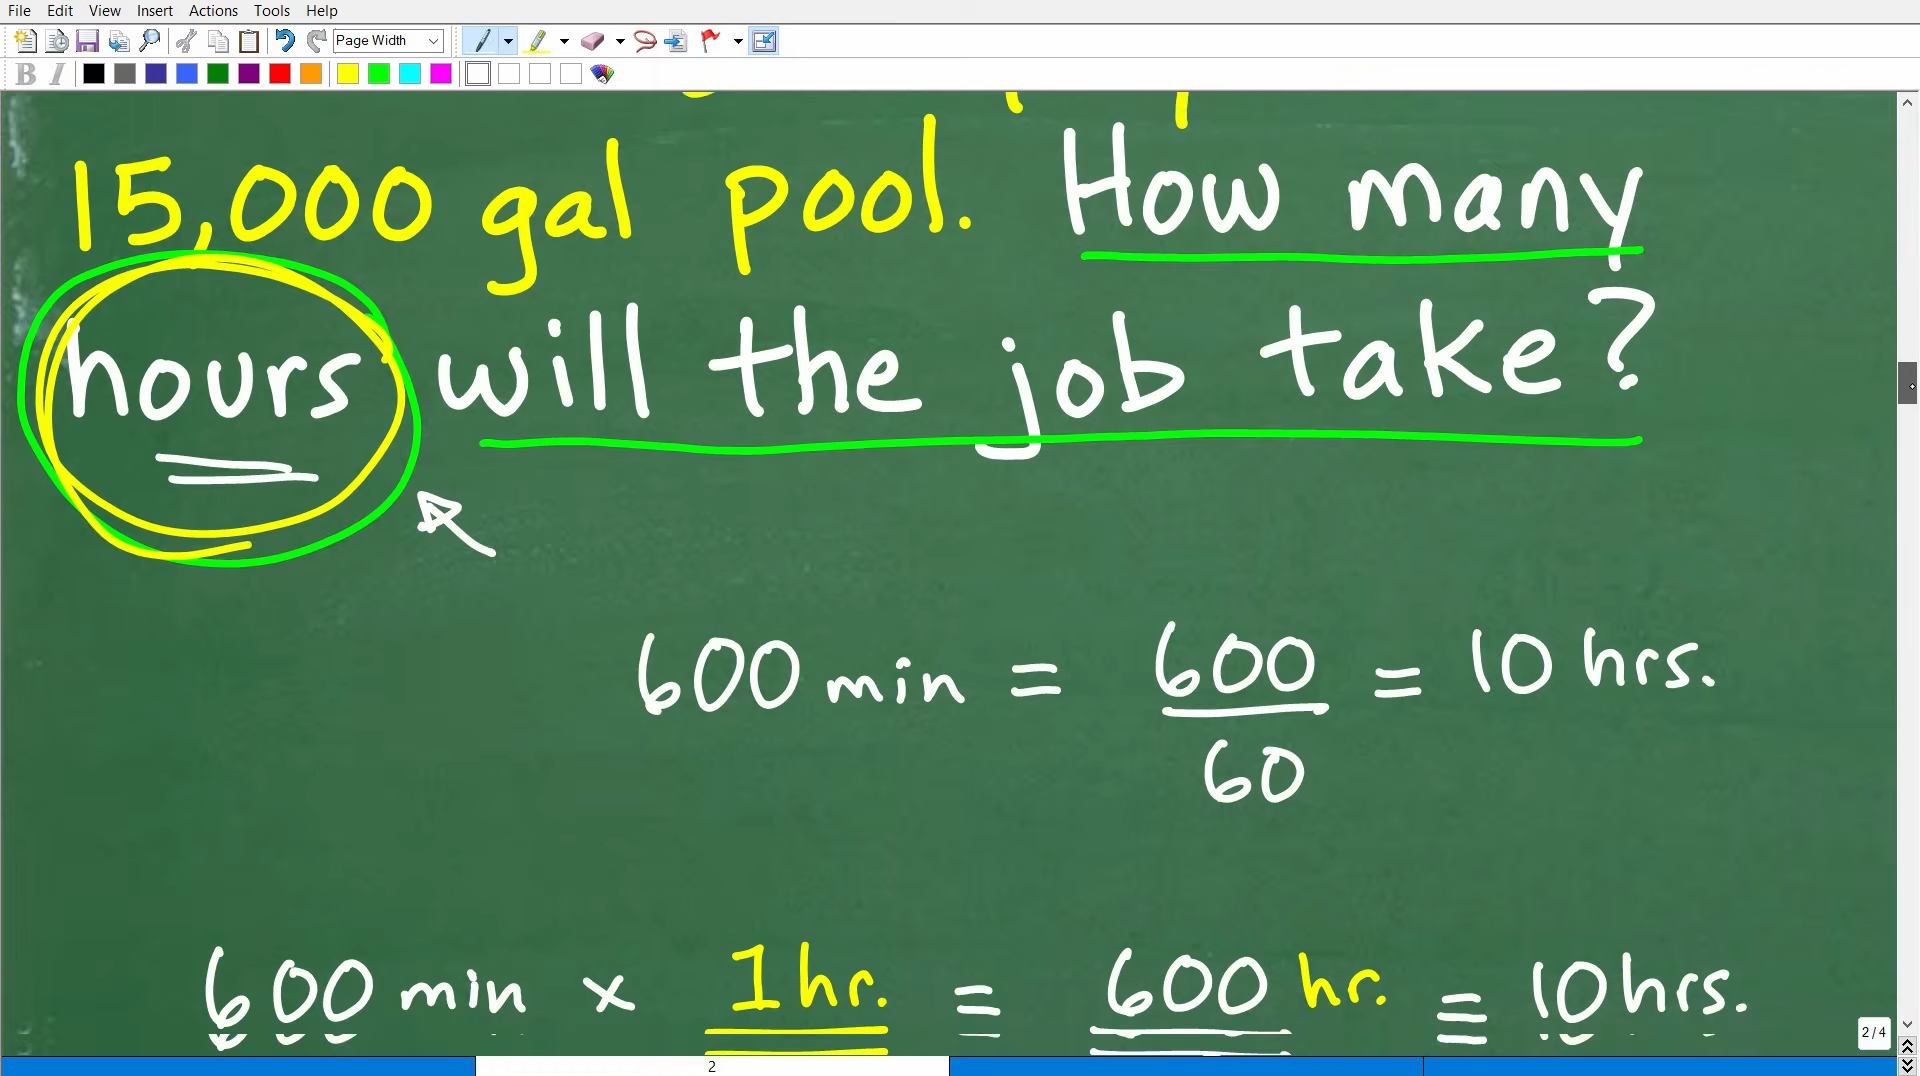 File Edit View Insert Actions Tools Help
Page Width
B I
15,000 gal pool. How many
hours will the job take?
600 min = 600 = 10 hrs.
60
600 min x 1 hr. = 600 hr. = 10 hrs.
2 / 4
2